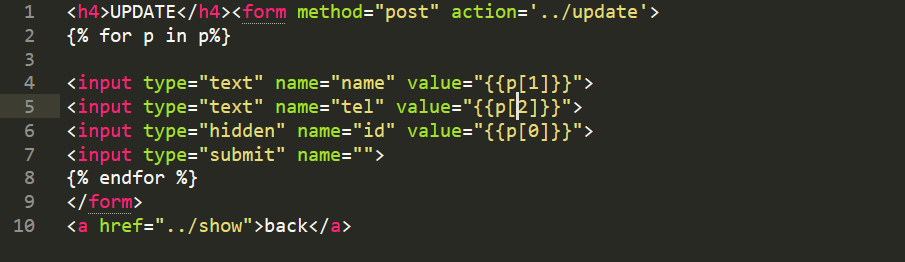 1 <h4>UPDATE</h4><form method="post" action='../update'>
2 {% for p in p%}
3
4 <input type="text" name="name" value="{{p[1]}}">
5 <input type="text" name="tel" value="{{p[2]}}">
6 <input type="hidden" name="id" value="{{p[0]}}">
7 <input type="submit" name="">
8 {% endfor %}
9 </form>
10 <a href="../show">back</a>